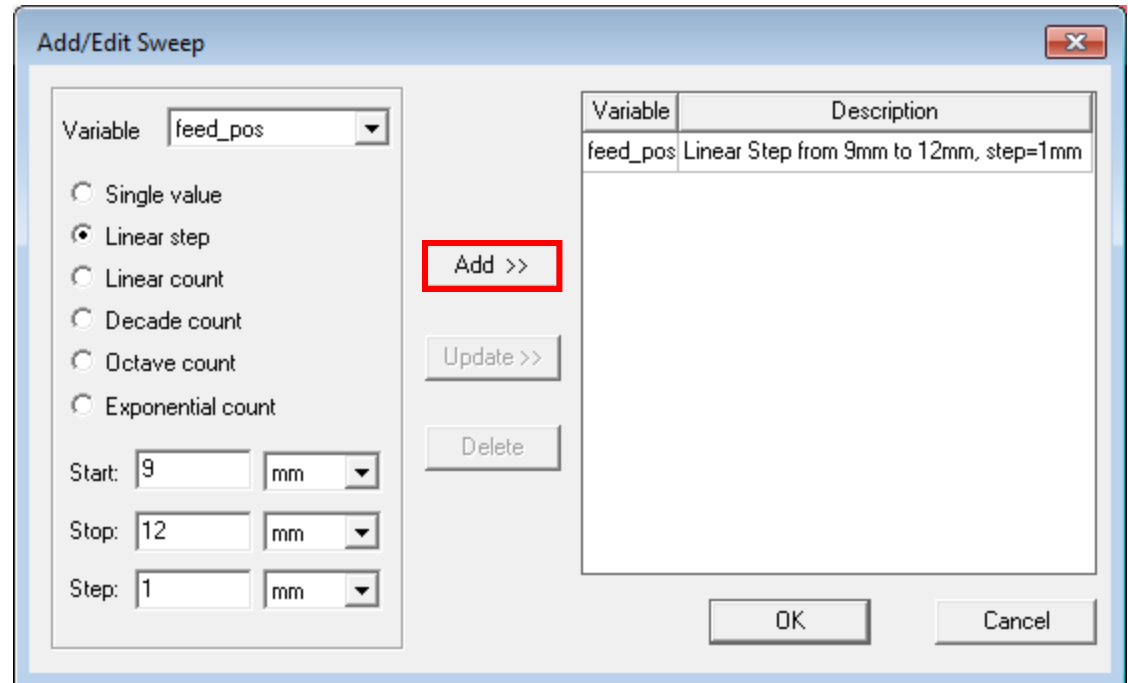 Add/Edit Sweep
Variable feed_pos
Single value
Linear step
Linear count
Decade count
Octave count
Exponential count
Start: 9 mm
Stop: 12 mm
Step: 1 mm
Add >>
Update >>
Delete
Variable Description
feed_pos Linear Step from 9mm to 12mm, step=1mm
OK Cancel